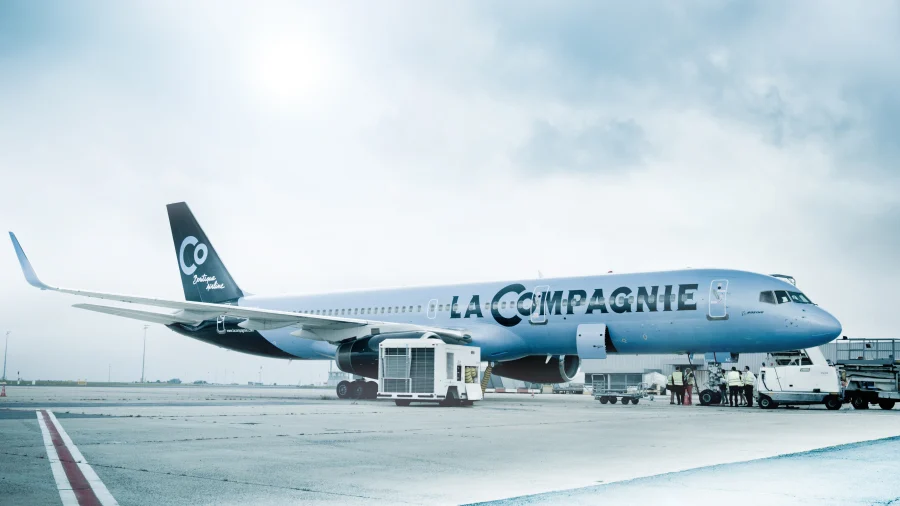 Co
Boutique
Airline
LA COMPAGNIE